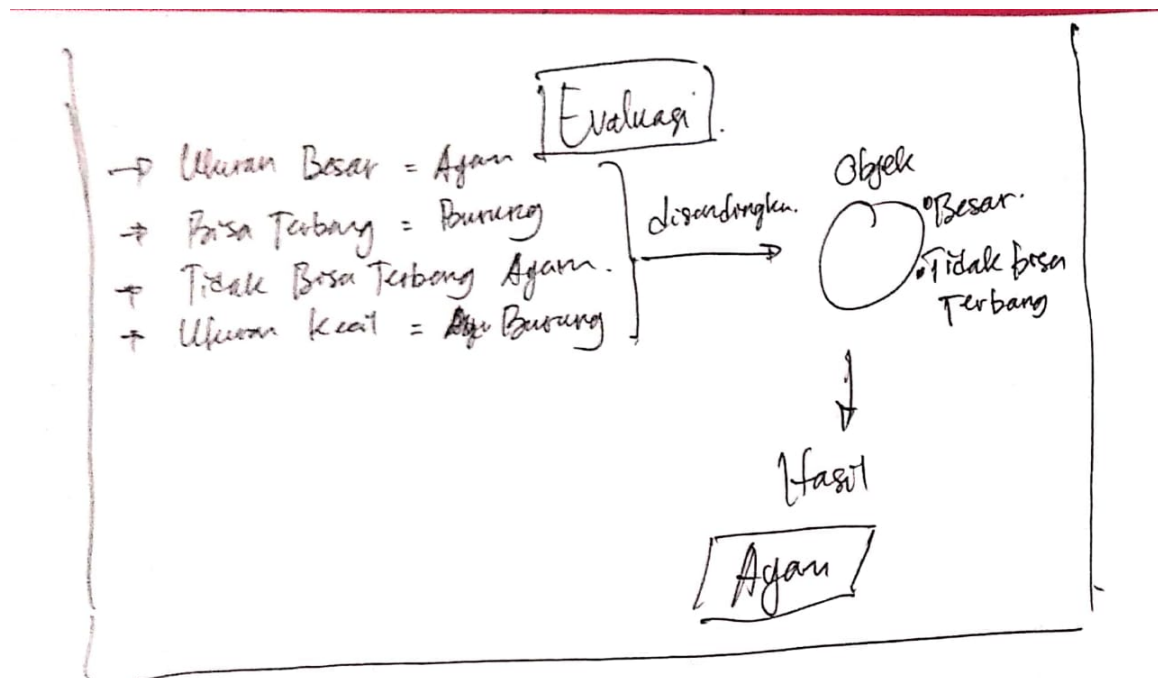 Evaluasi
→ Ukuran Besar = Ayam
→ Bisa Terbang = Burung
→ Tidak Bisa Terbang Ayam.
→ Ukuran Kecil = Burung
disandingkn.
Objek
• Besar.
• Tidak bisa
Terbang
Hasil
Ayam